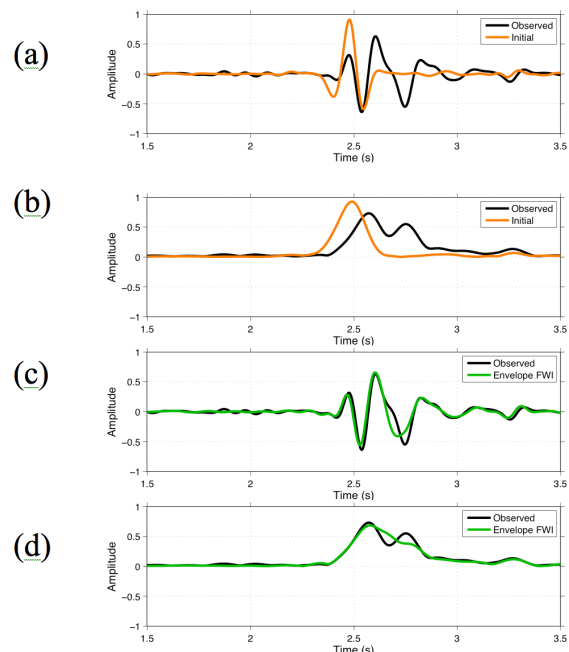 (a)
Amplitude
1
0.5
0
−0.5
−1
Observed
Initial
1.5 2 2.5 3 3.5
Time (s)
(b)
Amplitude
1
0.5
0
−0.5
−1
Observed
Initial
1.5 2 2.5 3 3.5
Time (s)
(c)
Amplitude
1
0.5
0
−0.5
−1
Observed
Envelope FWI
1.5 2 2.5 3 3.5
Time (s)
(d)
Amplitude
1
0.5
0
−0.5
−1
Observed
Envelope FWI
1.5 2 2.5 3 3.5
Time (s)